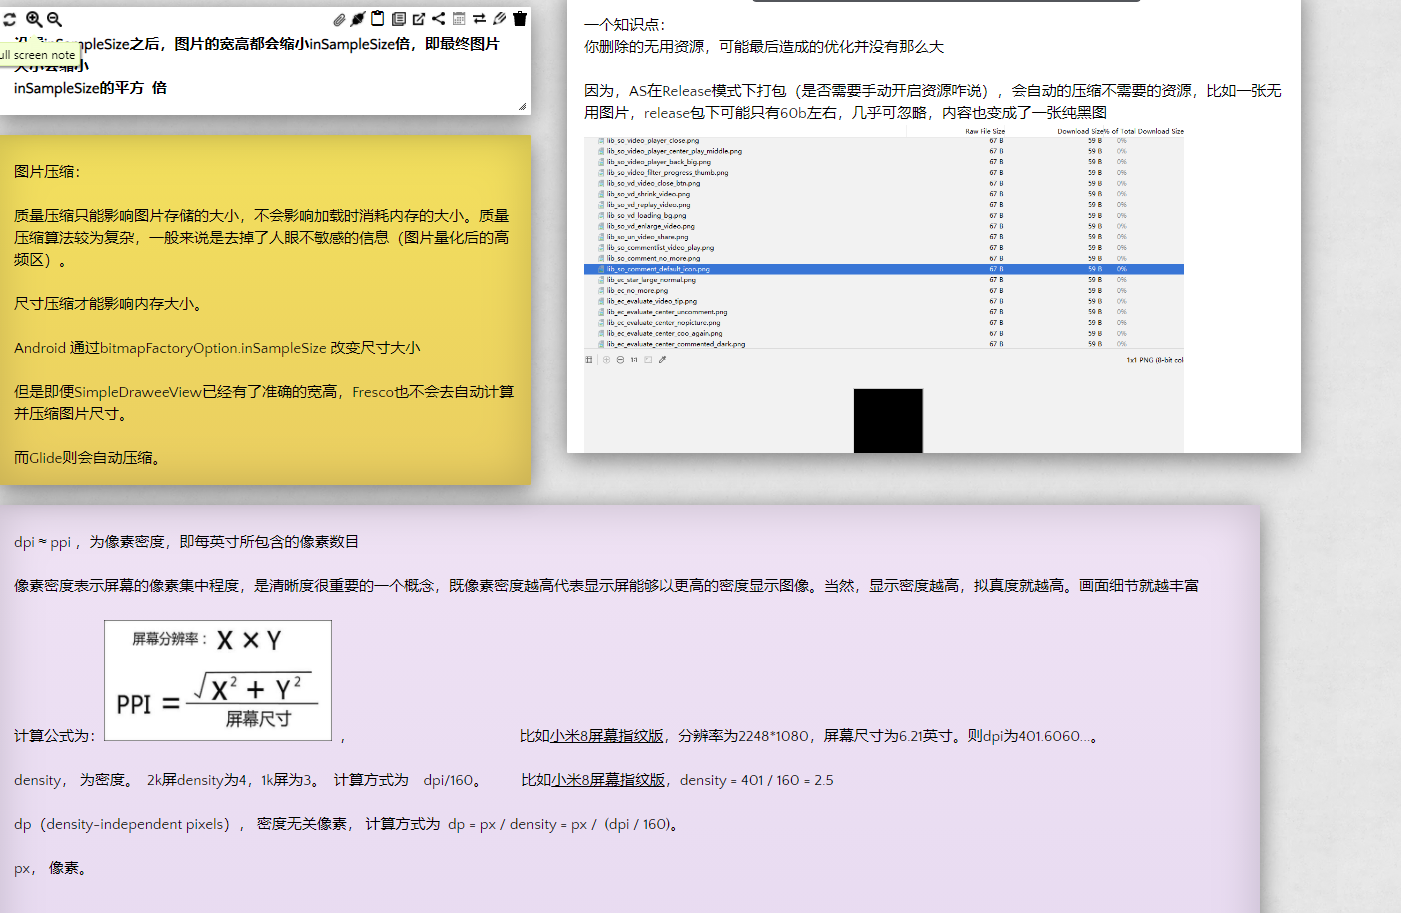 设置inSampleSize之后，图片的宽高都会缩小inSampleSize倍，即最终图片
ull screen note
大小会缩小
inSampleSize的平方 倍
图片压缩：
质量压缩只能影响图片存储的大小，不会影响加载时消耗内存的大小。质量
压缩算法较为复杂，一般来说是去掉了人眼不敏感的信息（图片量化后的高
频区）。
尺寸压缩才能影响内存大小。
Android 通过bitmapFactoryOption.inSampleSize 改变尺寸大小
但是即便SimpleDraweeView已经有了准确的宽高，Fresco也不会去自动计算
并压缩图片尺寸。
而Glide则会自动压缩。
一个知识点：
你删除的无用资源，可能最后造成的优化并没有那么大
因为，AS在Release模式下打包（是否需要手动开启资源咋说），会自动的压缩不需要的资源，比如一张无
用图片，release包下可能只有60b左右，几乎可忽略，内容也变成了一张纯黑图
Raw File Size Download Size% of Total Download Size
lib_so_video_player_close.png 67 B 59 B 0%
lib_so_video_player_center_play_middle.png 67 B 59 B 0%
lib_so_video_player_back_big.png 67 B 59 B 0%
lib_so_video_filter_progress_thumb.png 67 B 59 B 0%
lib_so_vd_video_close_btn.png 67 B 59 B 0%
lib_so_vd_shrink_video.png 67 B 59 B 0%
lib_so_vd_replay_video.png 67 B 59 B 0%
lib_so_vd_loading_bg.png 67 B 59 B 0%
lib_so_vd_enlarge_video.png 67 B 59 B 0%
lib_so_un_video_share.png 67 B 59 B 0%
lib_so_commentlist_video_play.png 67 B 59 B 0%
lib_so_comment_no_more.png 67 B 59 B 0%
lib_so_comment_default_icon.png 67 B 59 B 0%
lib_ec_star_large_normal.png 67 B 59 B 0%
lib_ec_no_more.png 67 B 59 B 0%
lib_ec_evaluate_video_tip.png 67 B 59 B 0%
lib_ec_evaluate_center_uncomment.png 67 B 59 B 0%
lib_ec_evaluate_center_nopicture.png 67 B 59 B 0%
lib_ec_evaluate_center_coo_again.png 67 B 59 B 0%
lib_ec_evaluate_center_commented_dark.png 67 B 59 B 0%
1:1 1x1 PNG (8-bit col
dpi ≈ ppi ，为像素密度，即每英寸所包含的像素数目
像素密度表示屏幕的像素集中程度，是清晰度很重要的一个概念，既像素密度越高代表显示屏能够以更高的密度显示图像。当然，显示密度越高，拟真度就越高。画面细节就越丰富
屏幕分辨率：X × Y
PPI = √X² + Y² / 屏幕尺寸
计算公式为： ， 比如小米8屏幕指纹版，分辨率为2248*1080，屏幕尺寸为6.21英寸。则dpi为401.6060...。
density， 为密度。 2k屏density为4，1k屏为3。 计算方式为 dpi/160。 比如小米8屏幕指纹版，density = 401 / 160 = 2.5
dp（density-independent pixels）， 密度无关像素， 计算方式为 dp = px / density = px / (dpi / 160)。
px， 像素。